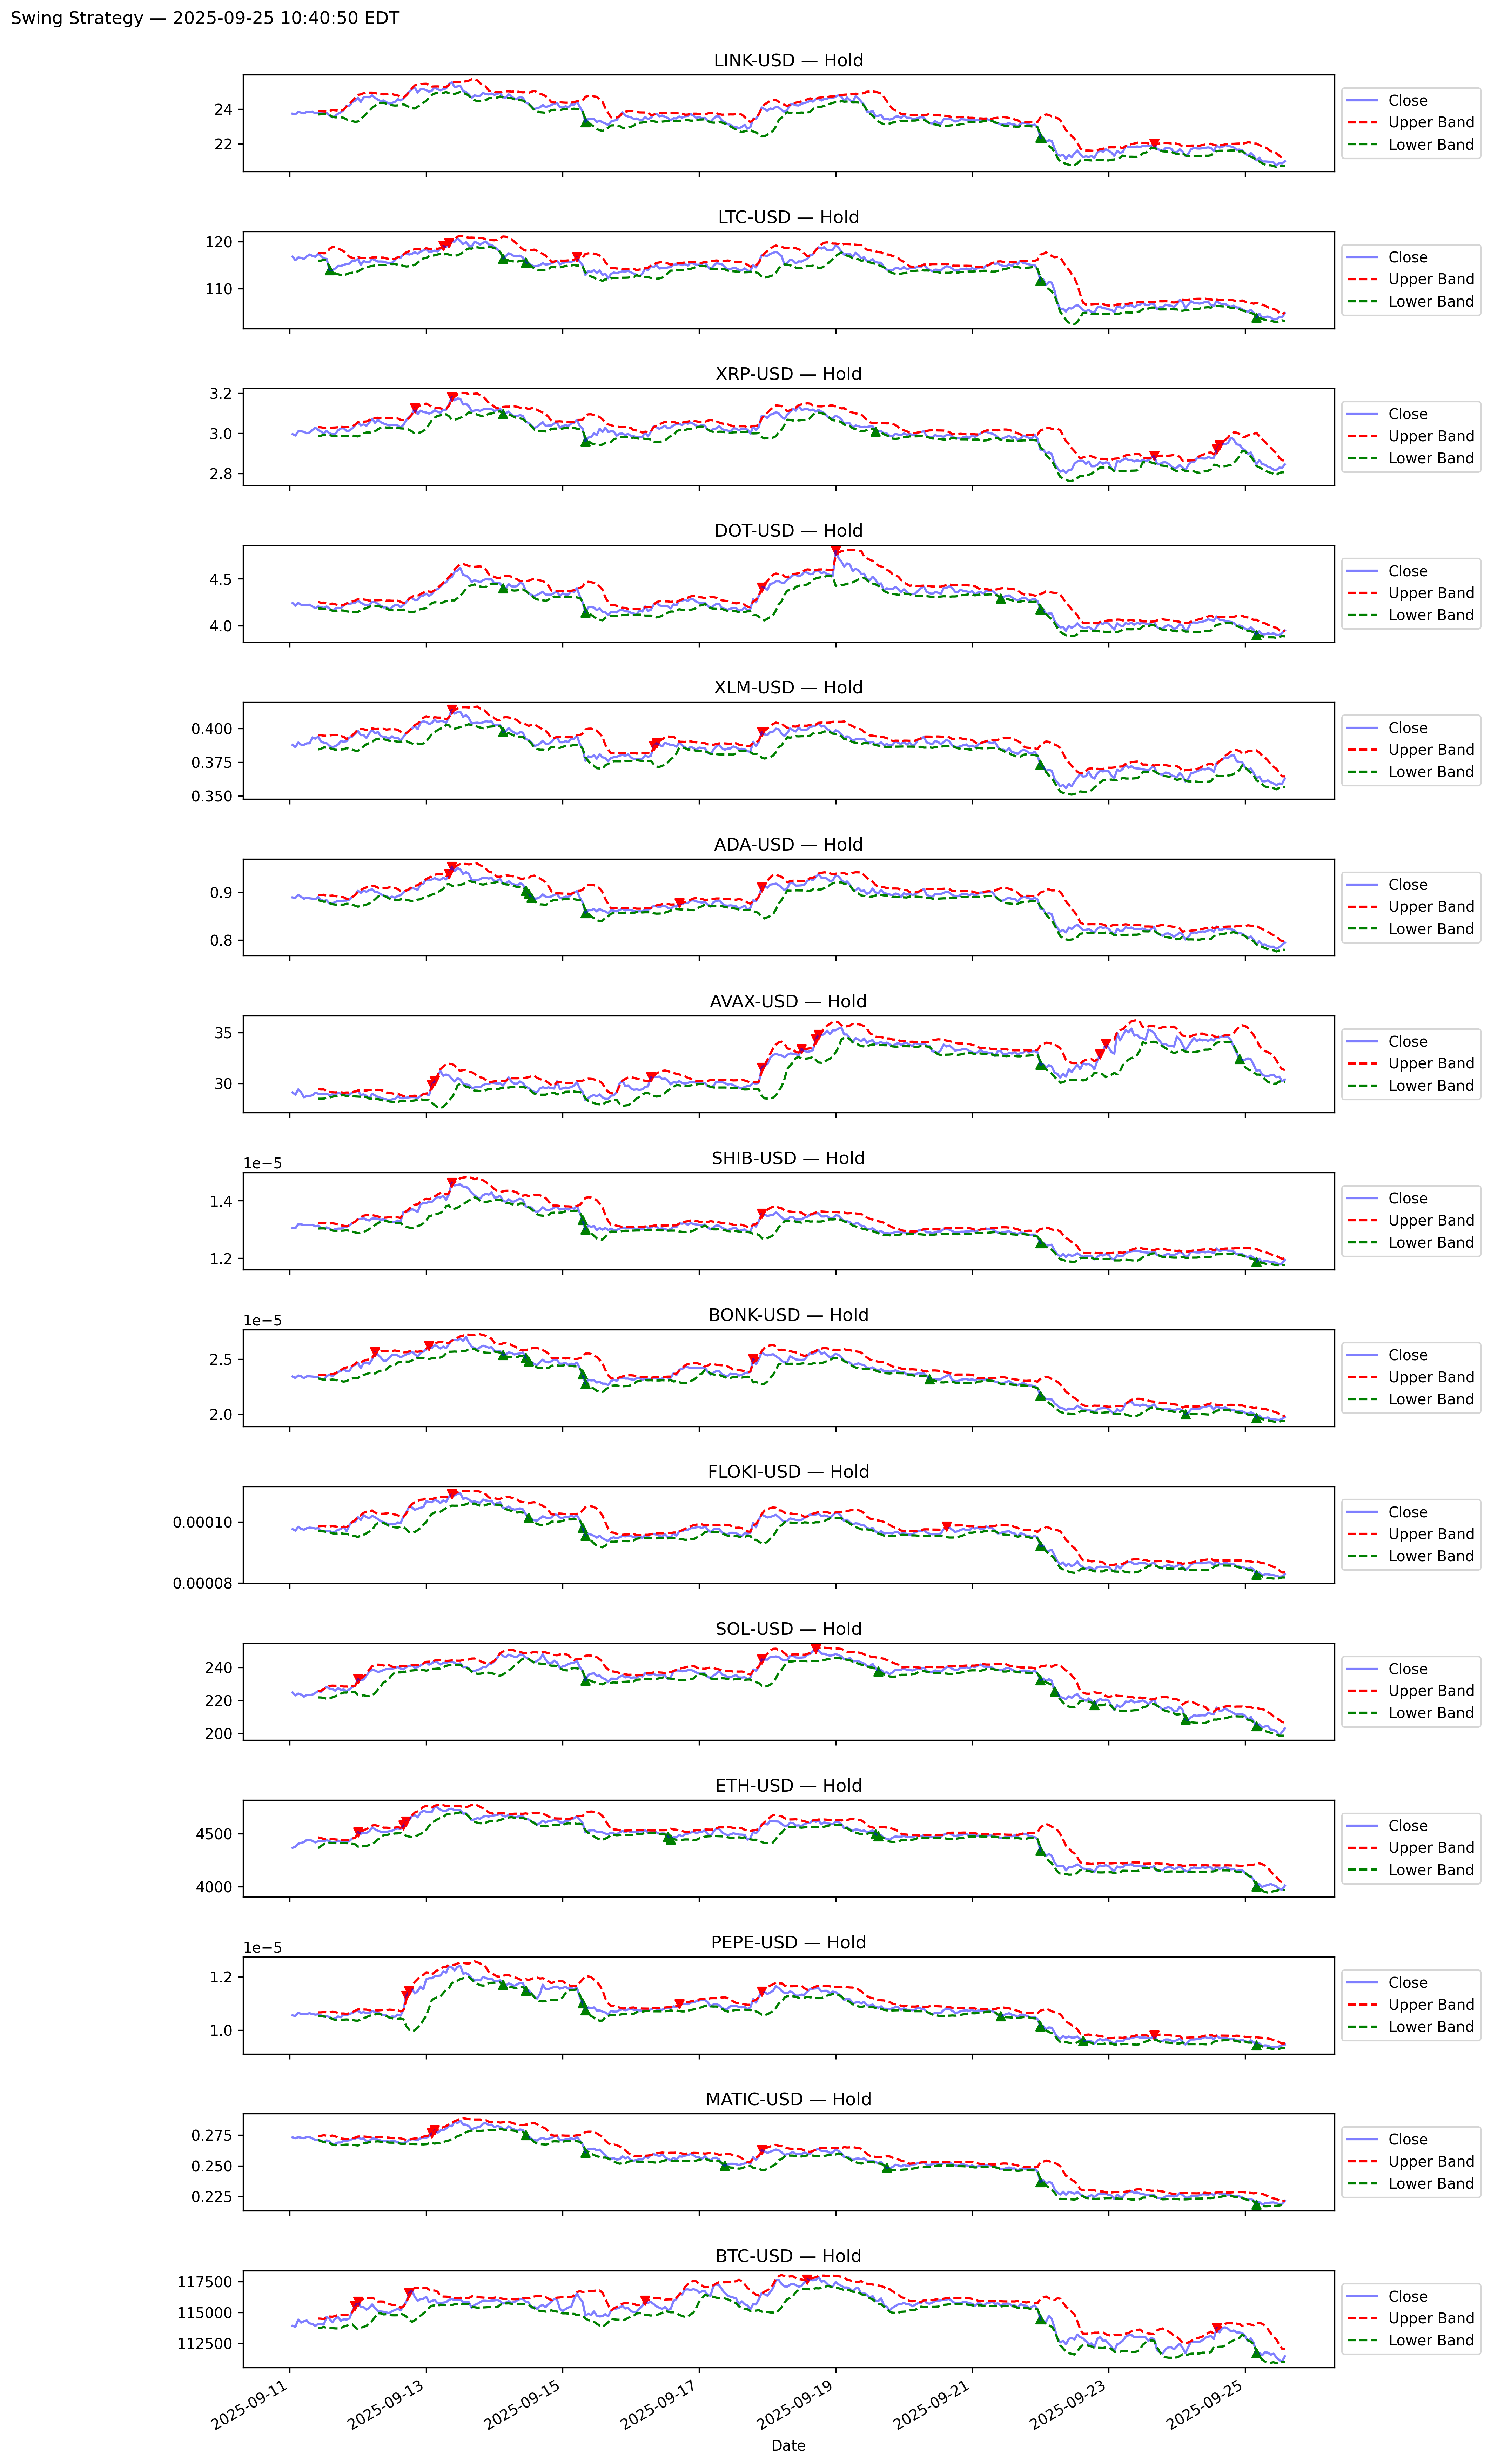 Swing Strategy — 2025-09-25 10:40:50 EDT
LINK-USD — Hold
24
22
Close
Upper Band
Lower Band
LTC-USD — Hold
120
110
Close
Upper Band
Lower Band
XRP-USD — Hold
3.2
3.0
2.8
Close
Upper Band
Lower Band
DOT-USD — Hold
4.5
4.0
Close
Upper Band
Lower Band
XLM-USD — Hold
0.400
0.375
0.350
Close
Upper Band
Lower Band
ADA-USD — Hold
0.9
0.8
Close
Upper Band
Lower Band
AVAX-USD — Hold
35
30
Close
Upper Band
Lower Band
SHIB-USD — Hold
1e−5
1.4
1.2
Close
Upper Band
Lower Band
BONK-USD — Hold
1e−5
2.5
2.0
Close
Upper Band
Lower Band
FLOKI-USD — Hold
0.00010
0.00008
Close
Upper Band
Lower Band
SOL-USD — Hold
240
220
200
Close
Upper Band
Lower Band
ETH-USD — Hold
4500
4000
Close
Upper Band
Lower Band
PEPE-USD — Hold
1e−5
1.2
1.0
Close
Upper Band
Lower Band
MATIC-USD — Hold
0.275
0.250
0.225
Close
Upper Band
Lower Band
BTC-USD — Hold
117500
115000
112500
Close
Upper Band
Lower Band
2025-09-11
2025-09-13
2025-09-15
2025-09-17
2025-09-19
2025-09-21
2025-09-23
2025-09-25
Date